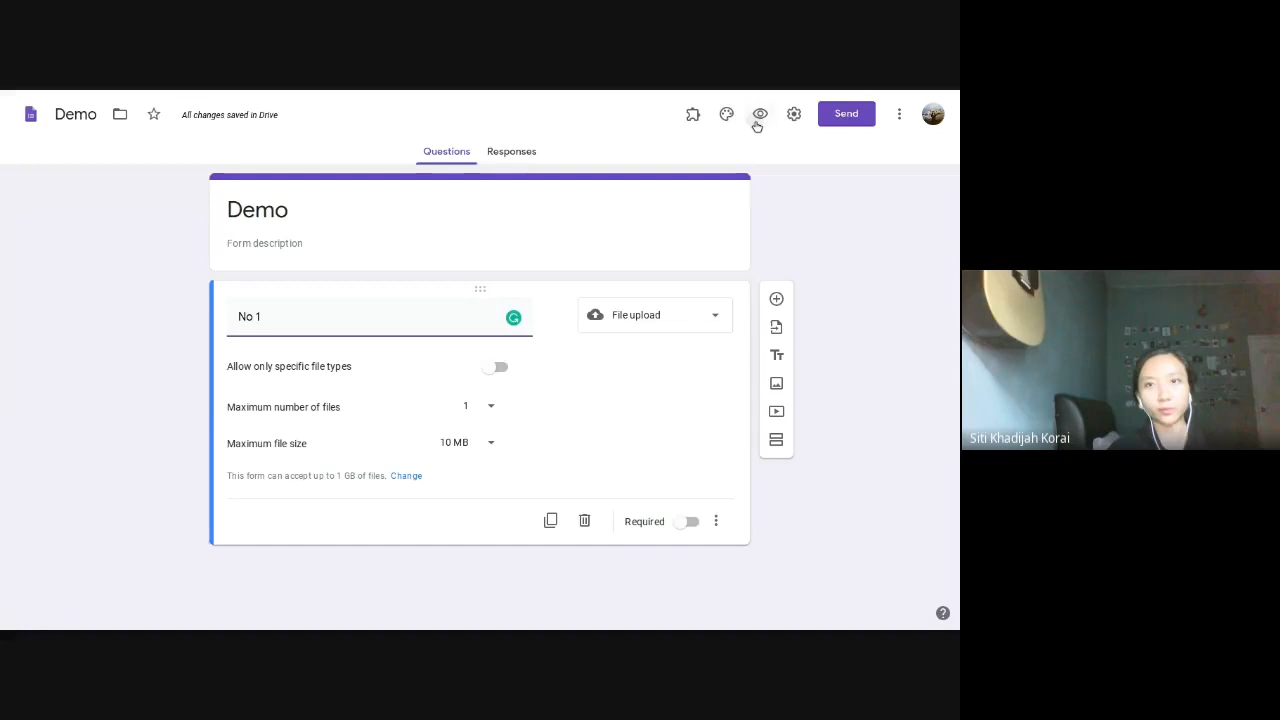 Demo
All changes saved in Drive
Send
Questions
Responses
Demo
Form description
No 1
File upload
Allow only specific file types
Maximum number of files
1
Maximum file size
10 MB
This form can accept up to 1 GB of files. Change
Required
Siti Khadijah Korai